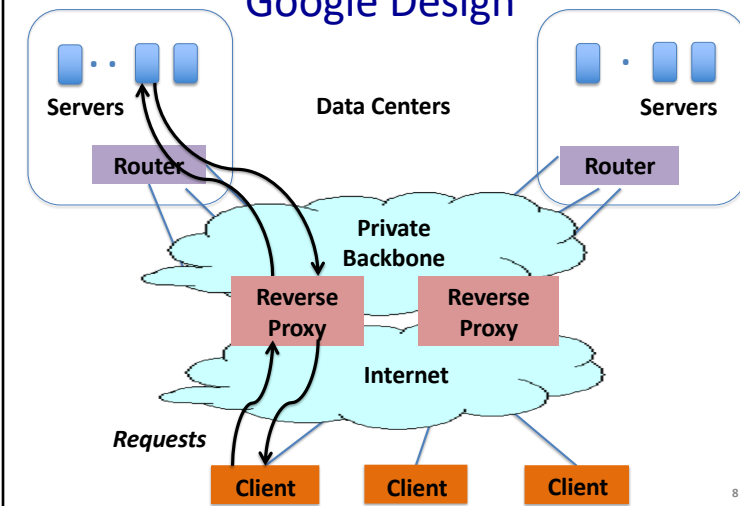 Google Design
Servers
Data Centers
Servers
Router
Router
Private
Backbone
Reverse
Proxy
Reverse
Proxy
Internet
Requests
Client
Client
Client
8